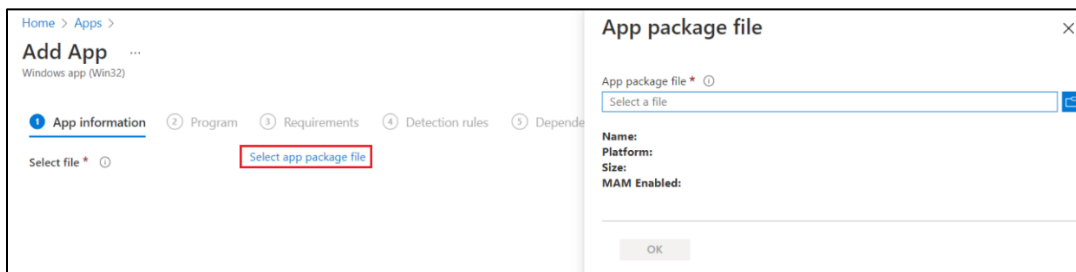 Home > Apps >
Add App ...
Windows app (Win32)
1 App information 2 Program 3 Requirements 4 Detection rules 5 Depende
Select file * Select app package file
App package file
App package file *
Select a file
Name:
Platform:
Size:
MAM Enabled:
OK